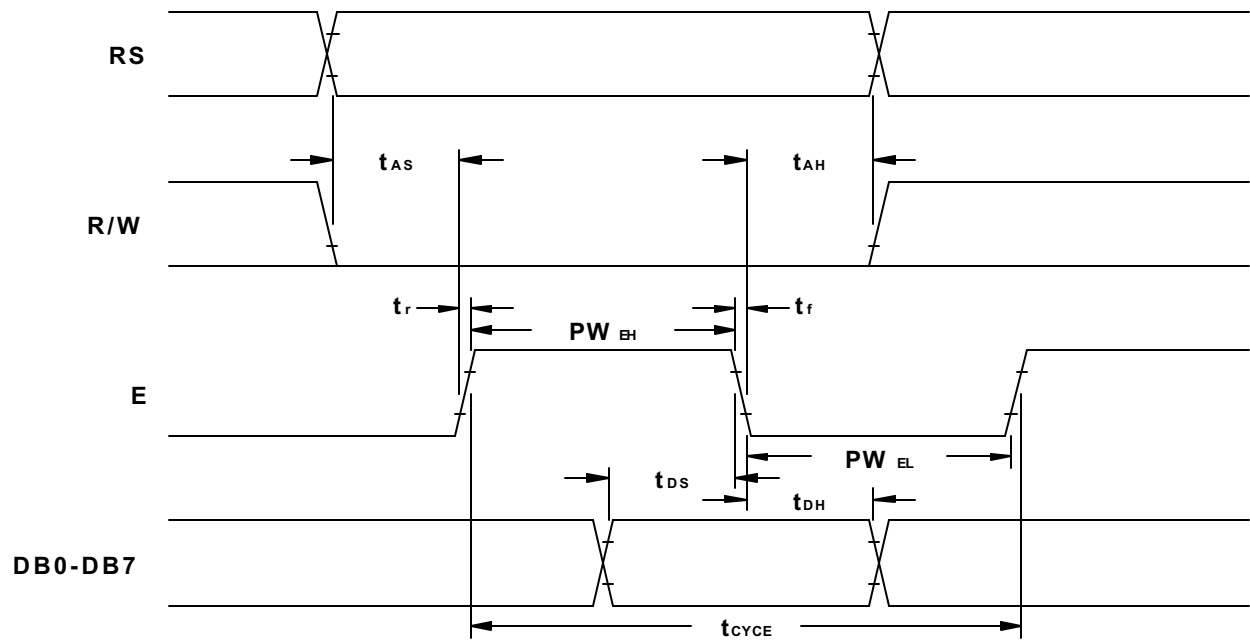 RS
tAS
tAH
R/W
tr
tf
PW EH
E
PW EL
tDS
tDH
DB0-DB7
tCYCE